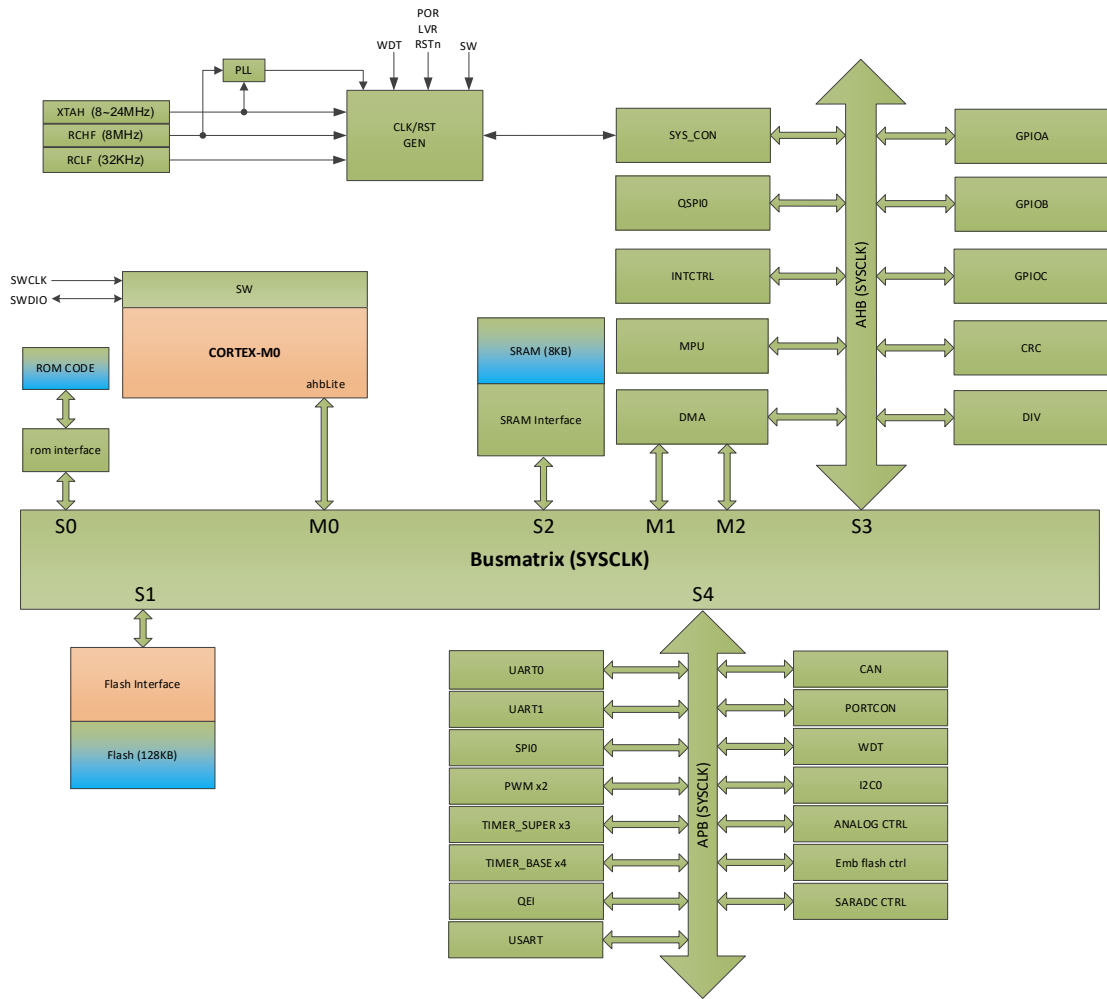 POR
LVR
RSTn
WDT
SW
PLL
XTAH (8~24MHz)
RCHF (8MHz)
RCLF (32KHz)
CLK/RST
GEN
SYS_CON
GPIOA
QSPI0
GPIOB
INTCTRL
GPIOC
MPU
CRC
DMA
DIV
AHB (SYSCLK)
SWCLK
SWDIO
SW
CORTEX-M0
ahbLite
ROM CODE
rom interface
SRAM (8KB)
SRAM Interface
S0
M0
S2
M1
M2
S3
Busmatrix (SYSCLK)
S1
S4
Flash Interface
Flash (128KB)
UART0
CAN
UART1
PORTCON
SPI0
WDT
PWM x2
I2C0
TIMER_SUPER x3
ANALOG CTRL
TIMER_BASE x4
Emb flash ctrl
QEI
SARADC CTRL
USART
APB (SYSCLK)